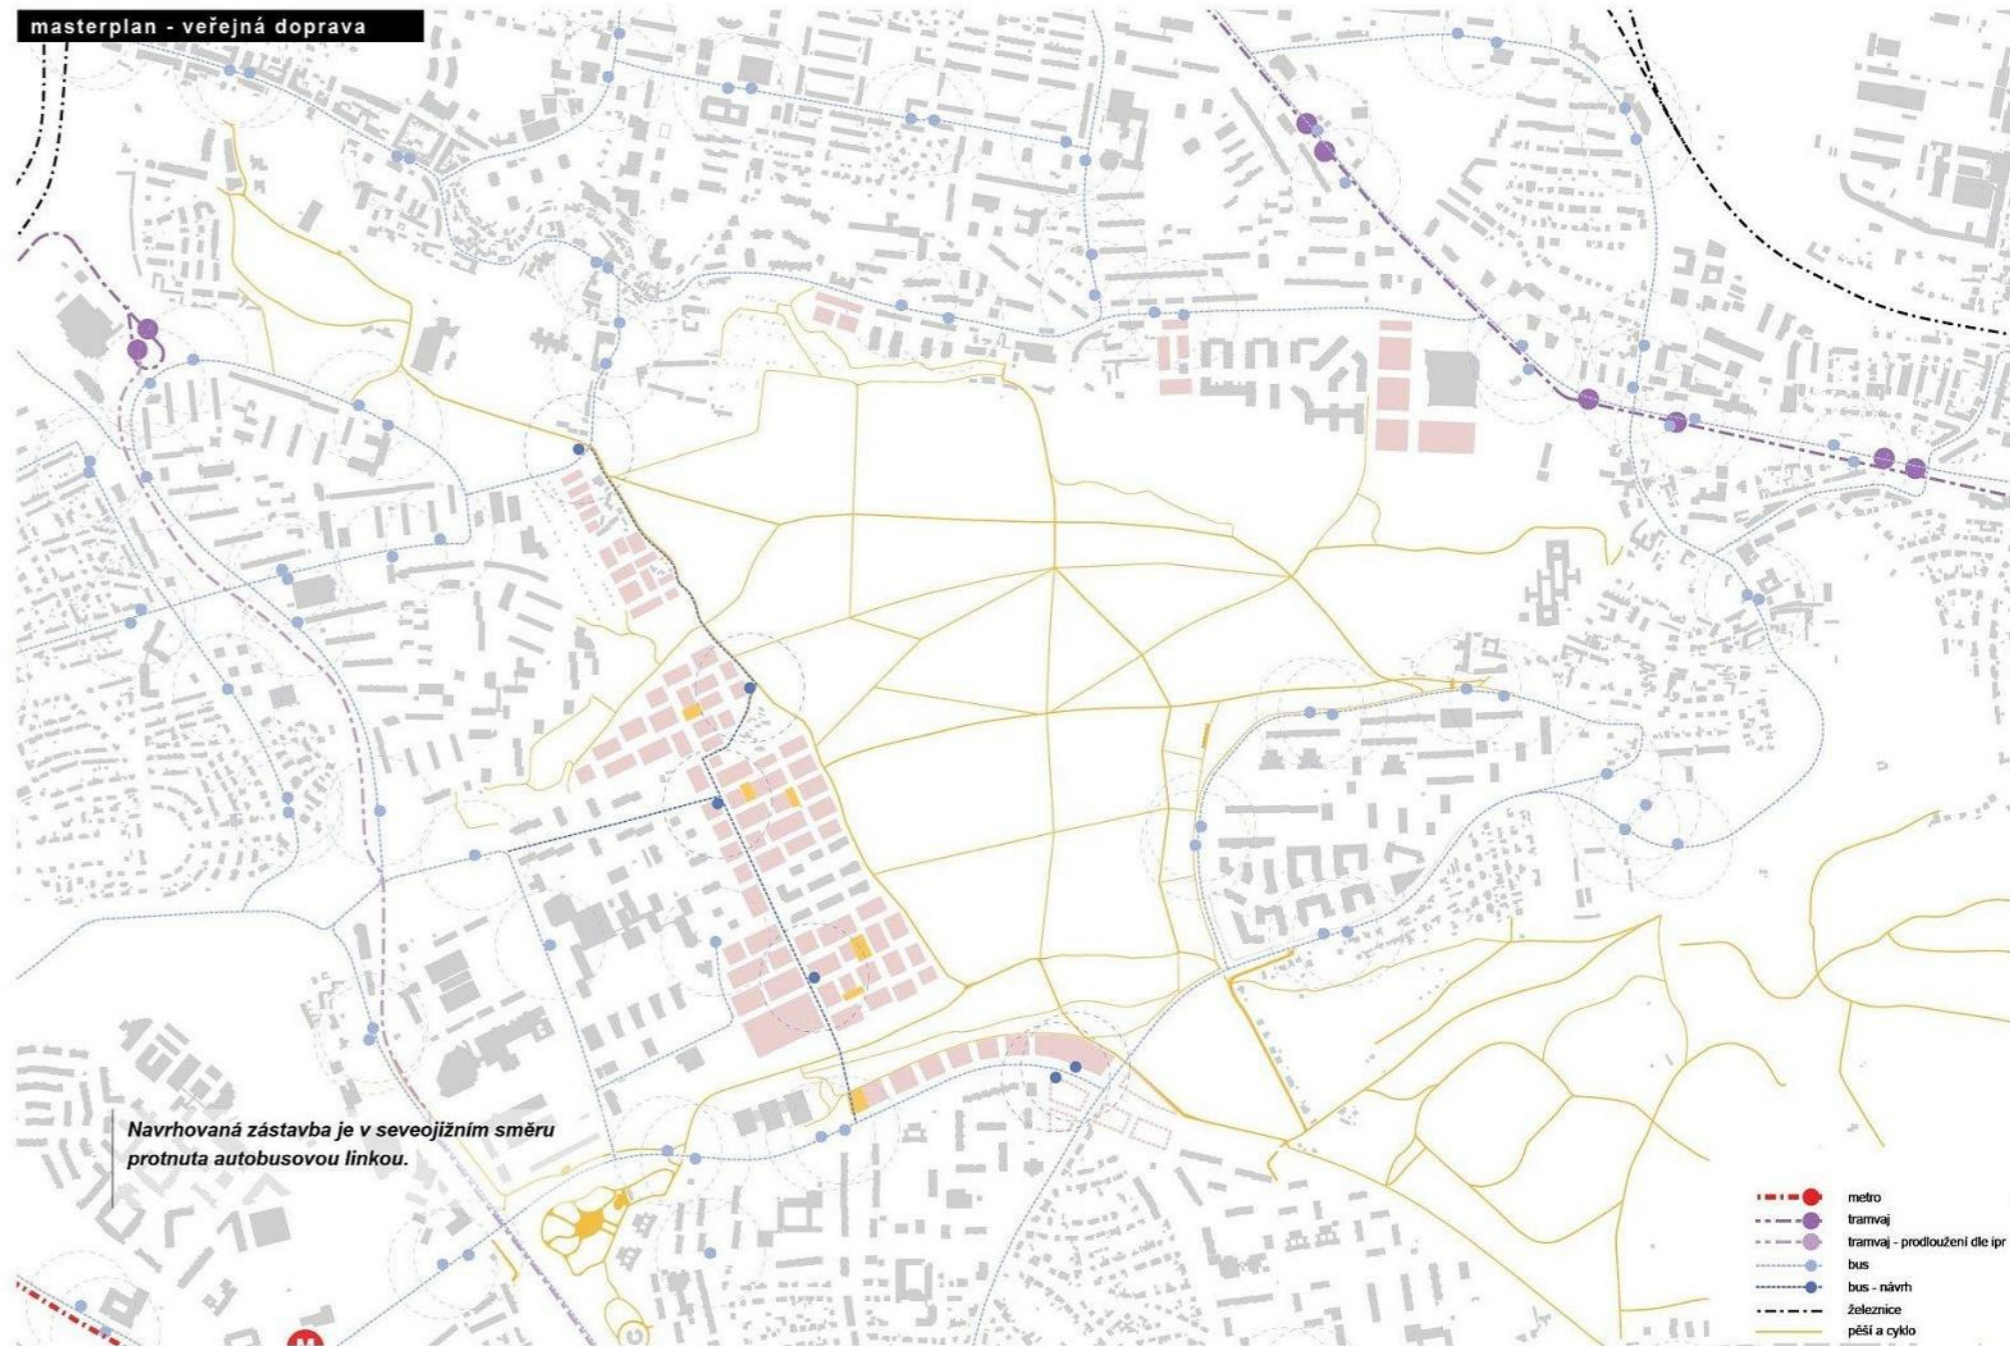 masterplan - veřejná doprava
Navrhovaná zástavba je v seveojižním směru
protnuta autobusovou linkou.
M
metro
tramvaj
tramvaj - prodloužení dle ipr
bus
bus - návrh
železnice
pěší a cyklo